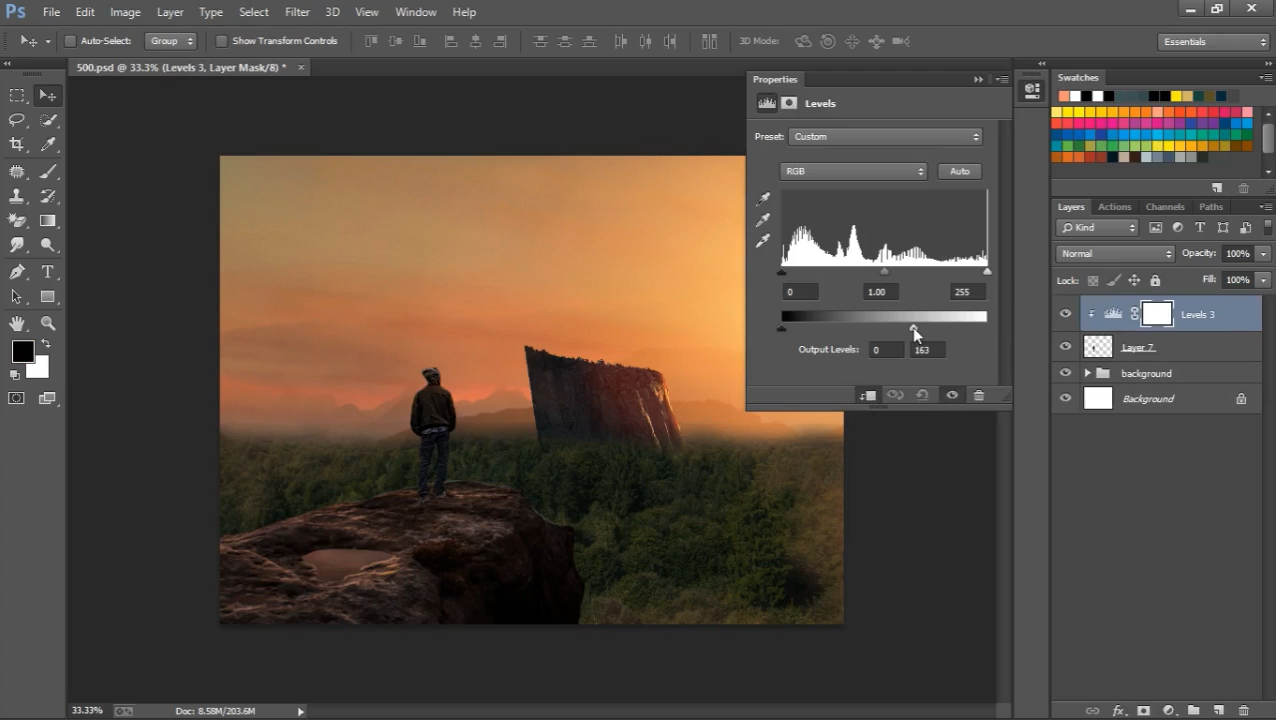 Ps File Edit Image Layer Type Select Filter 3D View Window Help
Auto-Select: Group Show Transform Controls 3D Mode: Essentials
500.psd @ 33.3% (Levels 3, Layer Mask/8) *
Properties
Levels
Preset: Custom
RGB Auto
0 1.00 255
Output Levels: 0 163
Swatches
Layers Actions Channels Paths
Kind
Normal Opacity: 100%
Lock: Fill: 100%
Levels 3
Layer 7
background
Background
33.33% Doc: 8.58M/203.6M